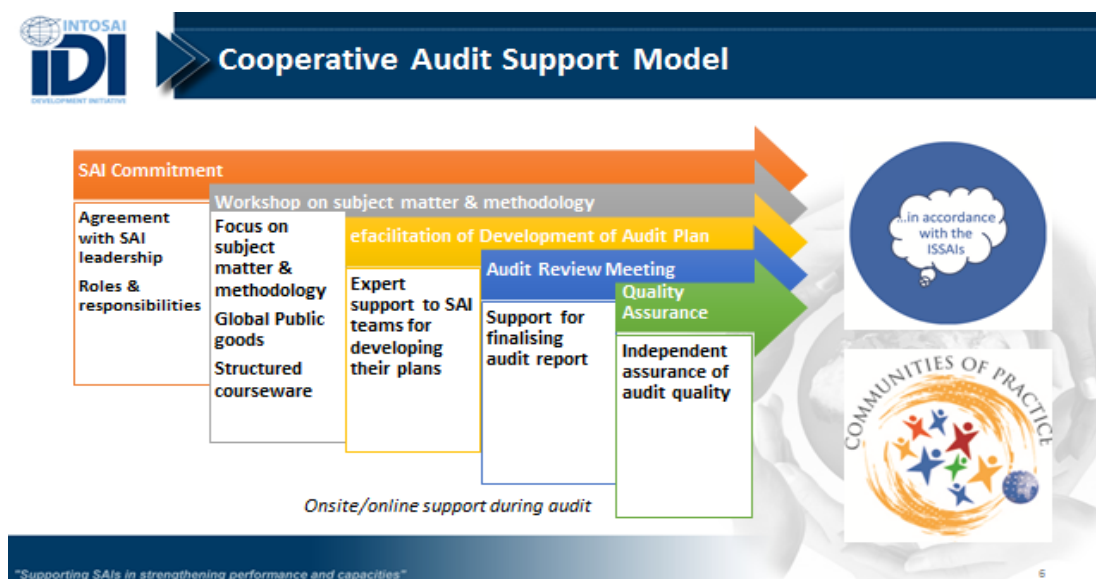 INTOSAI
IDI
DEVELOPMENT INITIATIVE
Cooperative Audit Support Model
SAI Commitment
Agreement
with SAI
leadership
Roles &
responsibilities
Workshop on subject matter & methodology
Focus on
subject
matter &
methodology
Global Public
goods
Structured
courseware
efacilitation of Development of Audit Plan
Expert
support to SAI
teams for
developing
their plans
Audit Review Meeting
Support for
finalising
audit report
Quality
Assurance
Independent
assurance of
audit quality
Onsite/online support during audit
...in accordance
with the
ISSAIs
COMMUNITIES OF PRACTICE
"Supporting SAIs in strengthening performance and capacities"
6